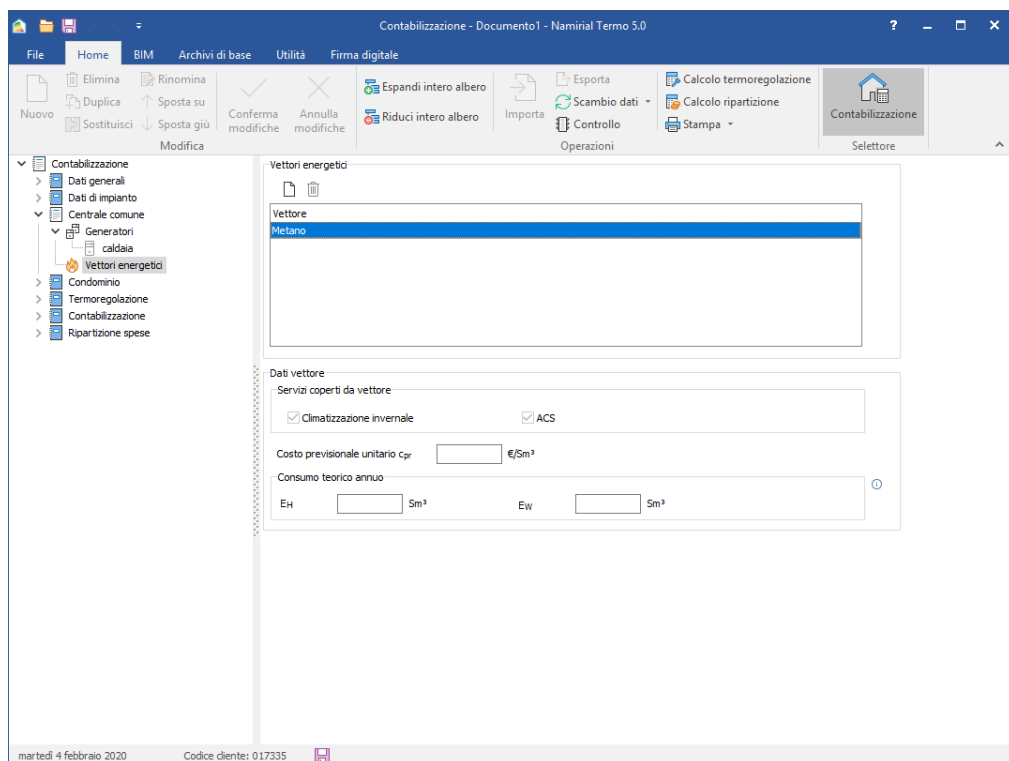 Contabilizzazione - Documento1 - Namirial Termo 5.0
File Home BIM Archivi di base Utilità Firma digitale
Nuovo
Elimina
Duplica
Sostituisci
Rinomina
Sposta su
Sposta giù
Conferma modifiche
Annulla modifiche
Modifica
Espandi intero albero
Riduci intero albero
Importa
Esporta
Scambio dati
Controllo
Calcolo termoregolazione
Calcolo ripartizione
Stampa
Operazioni
Contabilizzazione
Selettore
Contabilizzazione
Dati generali
Dati di impianto
Centrale comune
Generatori
caldaia
Vettori energetici
Condominio
Termoregolazione
Contabilizzazione
Ripartizione spese
Vettori energetici
Vettore
Metano
Dati vettore
Servizi coperti da vettore
Climatizzazione invernale ACS
Costo previsionale unitario cpr €/Sm³
Consumo teorico annuo
EH Sm³ EW Sm³
martedì 4 febbraio 2020 Codice cliente: 017335